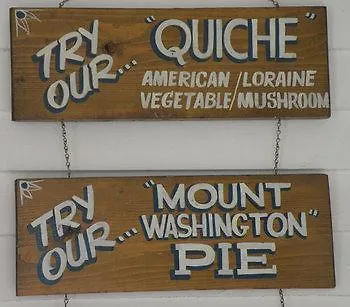 TRY OUR... "QUICHE"
AMERICAN/LORAINE
VEGETABLE/MUSHROOM
TRY OUR... "MOUNT WASHINGTON" PIE